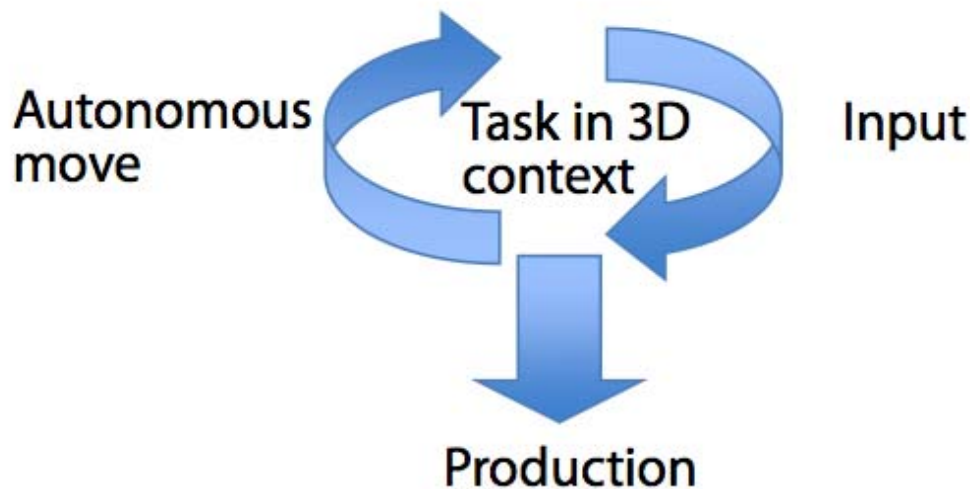 Autonomous
move
Task in 3D
context
Input
Production